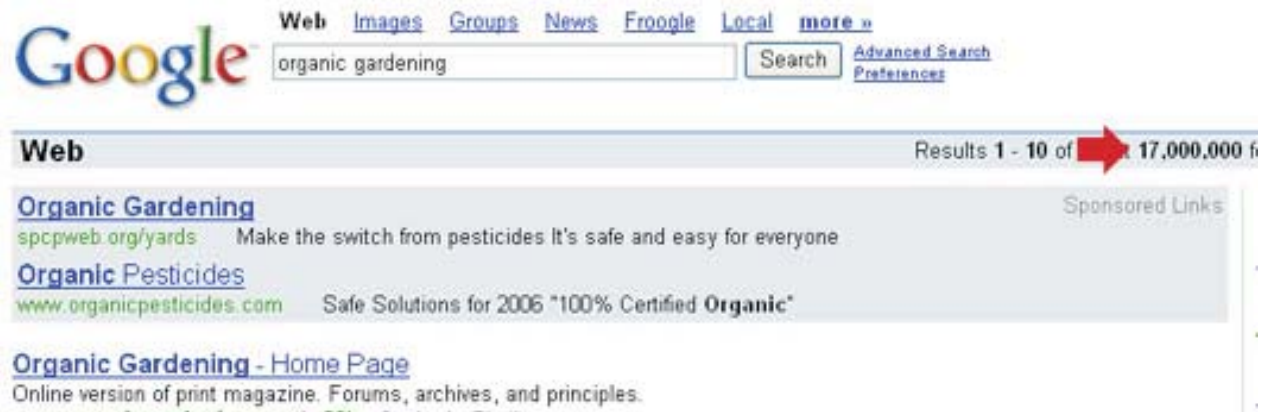 Google
Web Images Groups News Froogle Local more »
organic gardening Search Advanced Search
Preferences
Web Results 1 - 10 of 17,000,000
Organic Gardening Sponsored Links
spcpweb.org/yards Make the switch from pesticides It's safe and easy for everyone
Organic Pesticides
www.organicpesticides.com Safe Solutions for 2006 "100% Certified Organic"
Organic Gardening - Home Page
Online version of print magazine. Forums, archives, and principles.